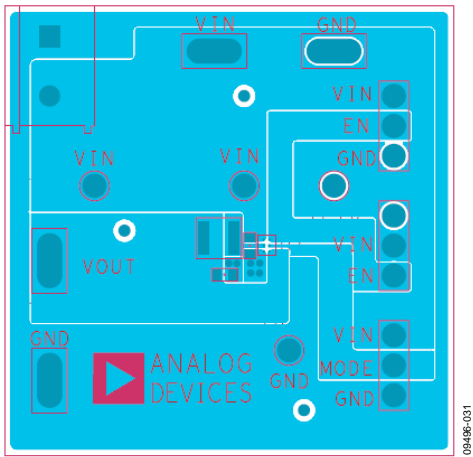 VIN
GND
VIN
EN
GND
VIN
VIN
VIN
EN
VOUT
GND
VIN
MODE
GND
ANALOG
DEVICES
GND
09496-031